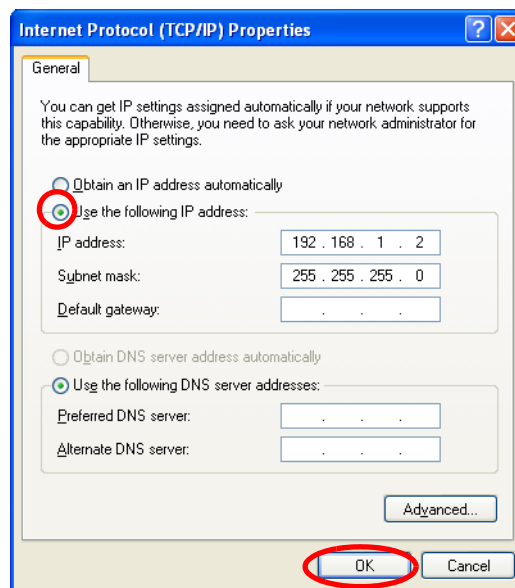 Internet Protocol (TCP/IP) Properties
General
You can get IP settings assigned automatically if your network supports
this capability. Otherwise, you need to ask your network administrator for
the appropriate IP settings.
Obtain an IP address automatically
Use the following IP address:
IP address: 192 . 168 . 1 . 2
Subnet mask: 255 . 255 . 255 . 0
Default gateway: . . .
Obtain DNS server address automatically
Use the following DNS server addresses:
Preferred DNS server: . . .
Alternate DNS server: . . .
Advanced...
OK Cancel